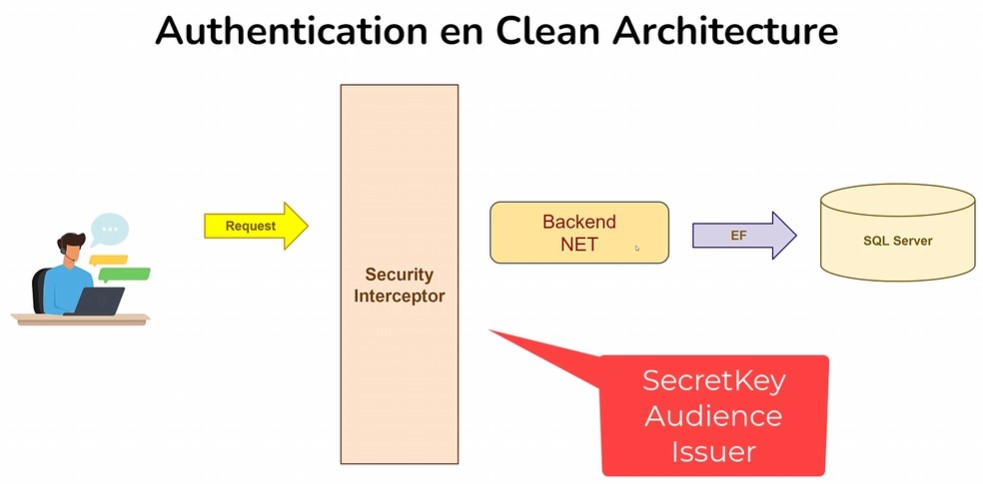 Authentication en Clean Architecture
Request
Security
Interceptor
Backend
NET
EF
SQL Server
SecretKey
Audience
Issuer